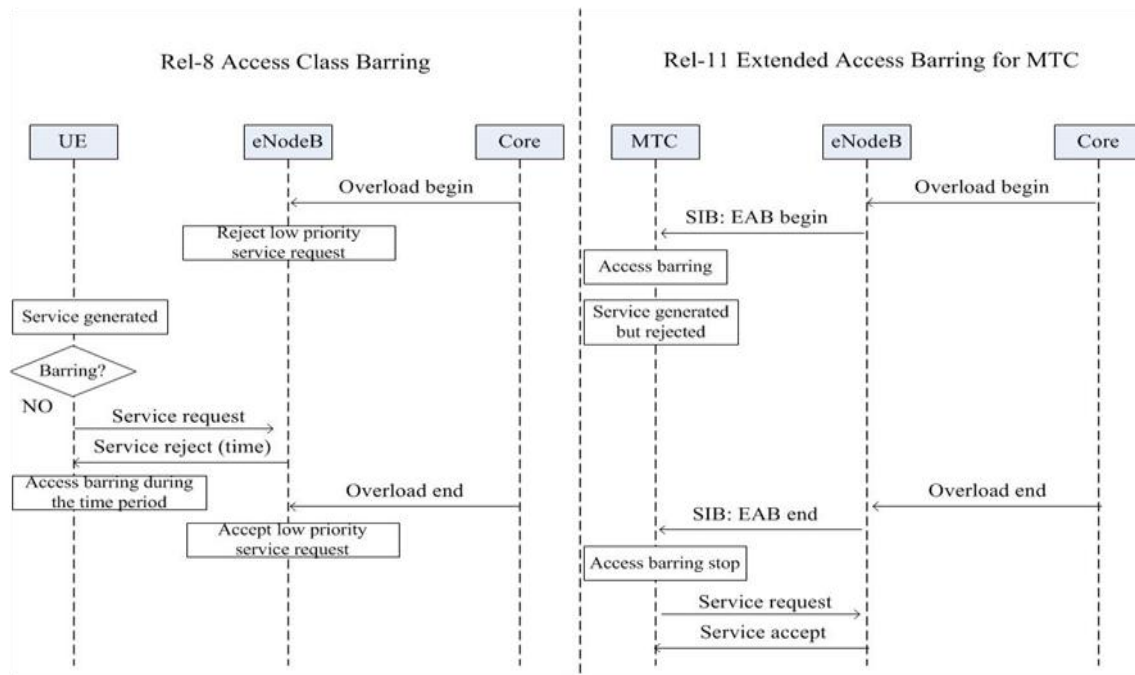 Rel-8 Access Class Barring
UE
eNodeB
Core
Overload begin
Reject low priority
service request
Service generated
Barring?
NO
Service request
Service reject (time)
Access barring during
the time period
Overload end
Accept low priority
service request
Rel-11 Extended Access Barring for MTC
MTC
eNodeB
Core
Overload begin
SIB: EAB begin
Access barring
Service generated
but rejected
Overload end
SIB: EAB end
Access barring stop
Service request
Service accept